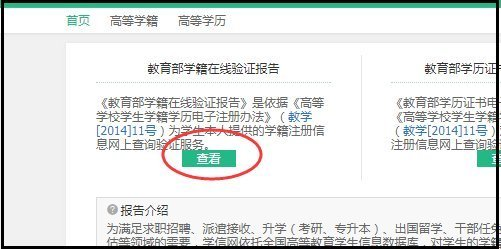 首页 高等学籍 高等学历
教育部学籍在线验证报告
《教育部学籍在线验证报告》是依据《高等
学校学生学籍学历电子注册办法》（教学
[2014]11号）为学生本人提供的学籍注册信
息网上查询验证服务。
查看
教育部学历证书电
《教育部学历证书电
《高等学校学生学籍
（教学[2014]11号
注册信息网上查询
报告介绍
为满足求职招聘、派遣接收、升学（考研、专升本）、出国留学、干部任